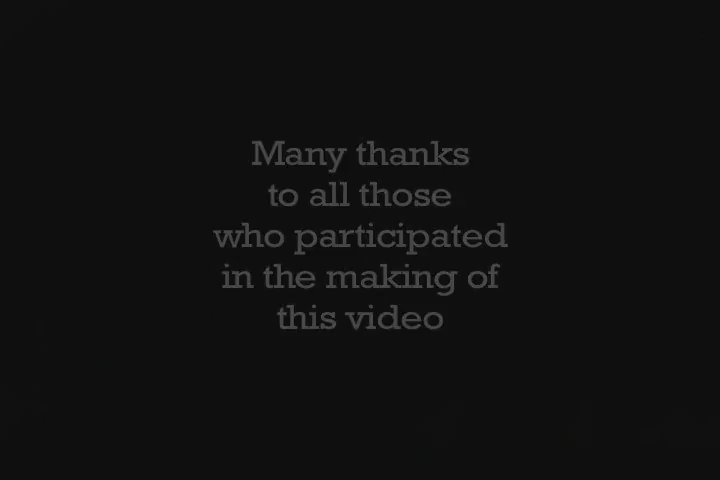 Many thanks
to all those
who participated
in the making of
this video